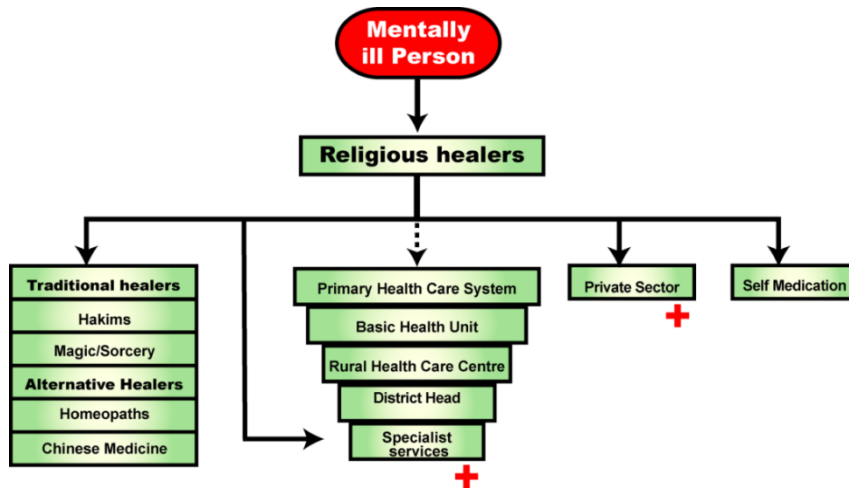 Mentally
ill Person
Religious healers
Traditional healers
Hakims
Magic/Sorcery
Alternative Healers
Homeopaths
Chinese Medicine
Primary Health Care System
Basic Health Unit
Rural Health Care Centre
District Head
Specialist
services
Private Sector
Self Medication